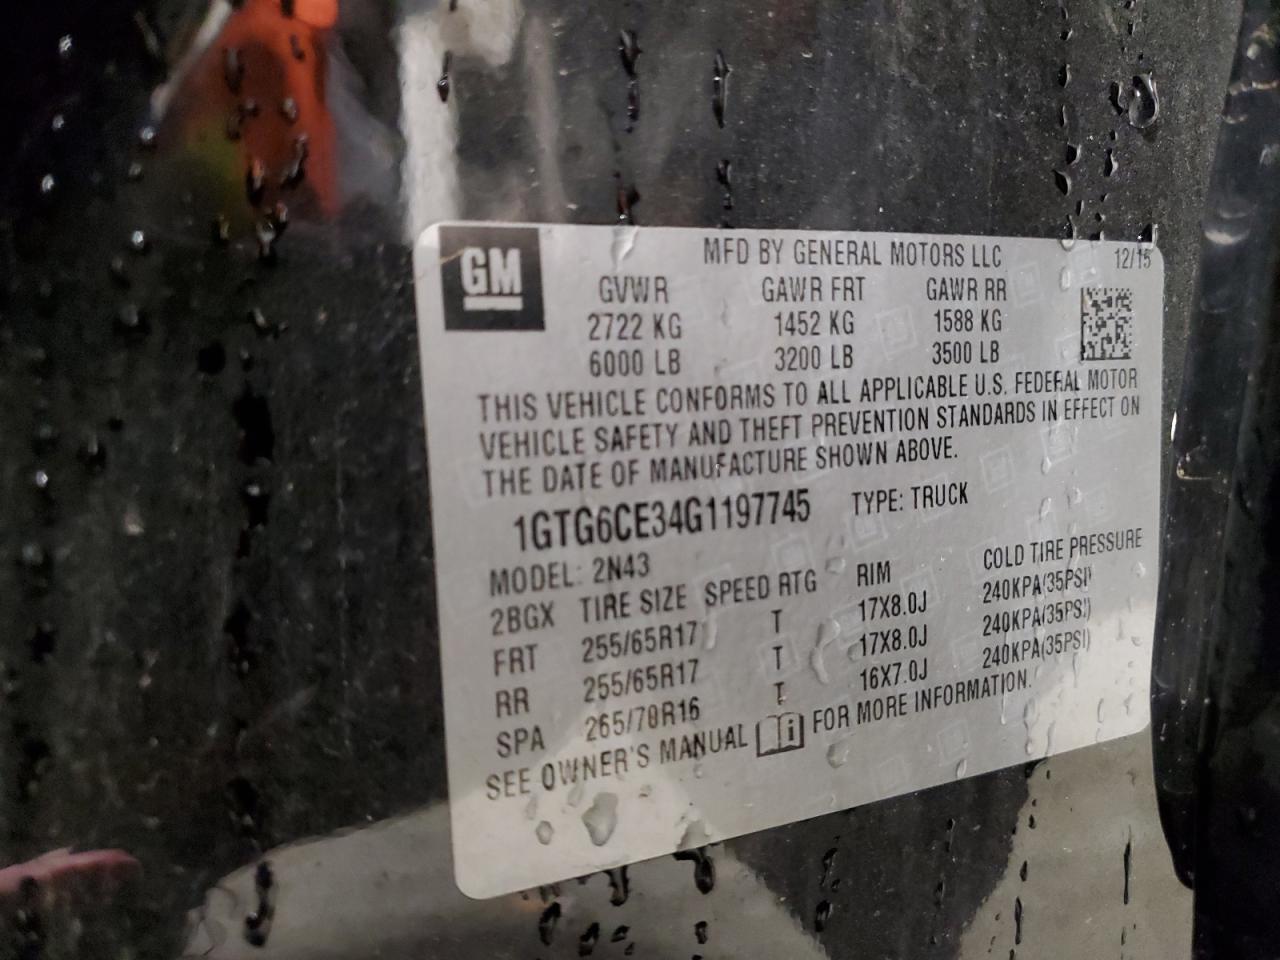 GM
MFD BY GENERAL MOTORS LLC 12/15
GVWR GAWR FRT GAWR RR
2722 KG 1452 KG 1588 KG
6000 LB 3200 LB 3500 LB
THIS VEHICLE CONFORMS TO ALL APPLICABLE U.S. FEDERAL MOTOR
VEHICLE SAFETY AND THEFT PREVENTION STANDARDS IN EFFECT ON
THE DATE OF MANUFACTURE SHOWN ABOVE.
1GTG6CE34G1197745 TYPE: TRUCK
MODEL: 2N43
2BGX TIRE SIZE SPEED RTG RIM COLD TIRE PRESSURE
FRT 255/65R17 T 17X8.0J 240KPA(35PSI)
RR 255/65R17 T 17X8.0J 240KPA(35PSI)
SPA 265/70R16 T 16X7.0J 240KPA(35PSI)
SEE OWNER'S MANUAL i FOR MORE INFORMATION.